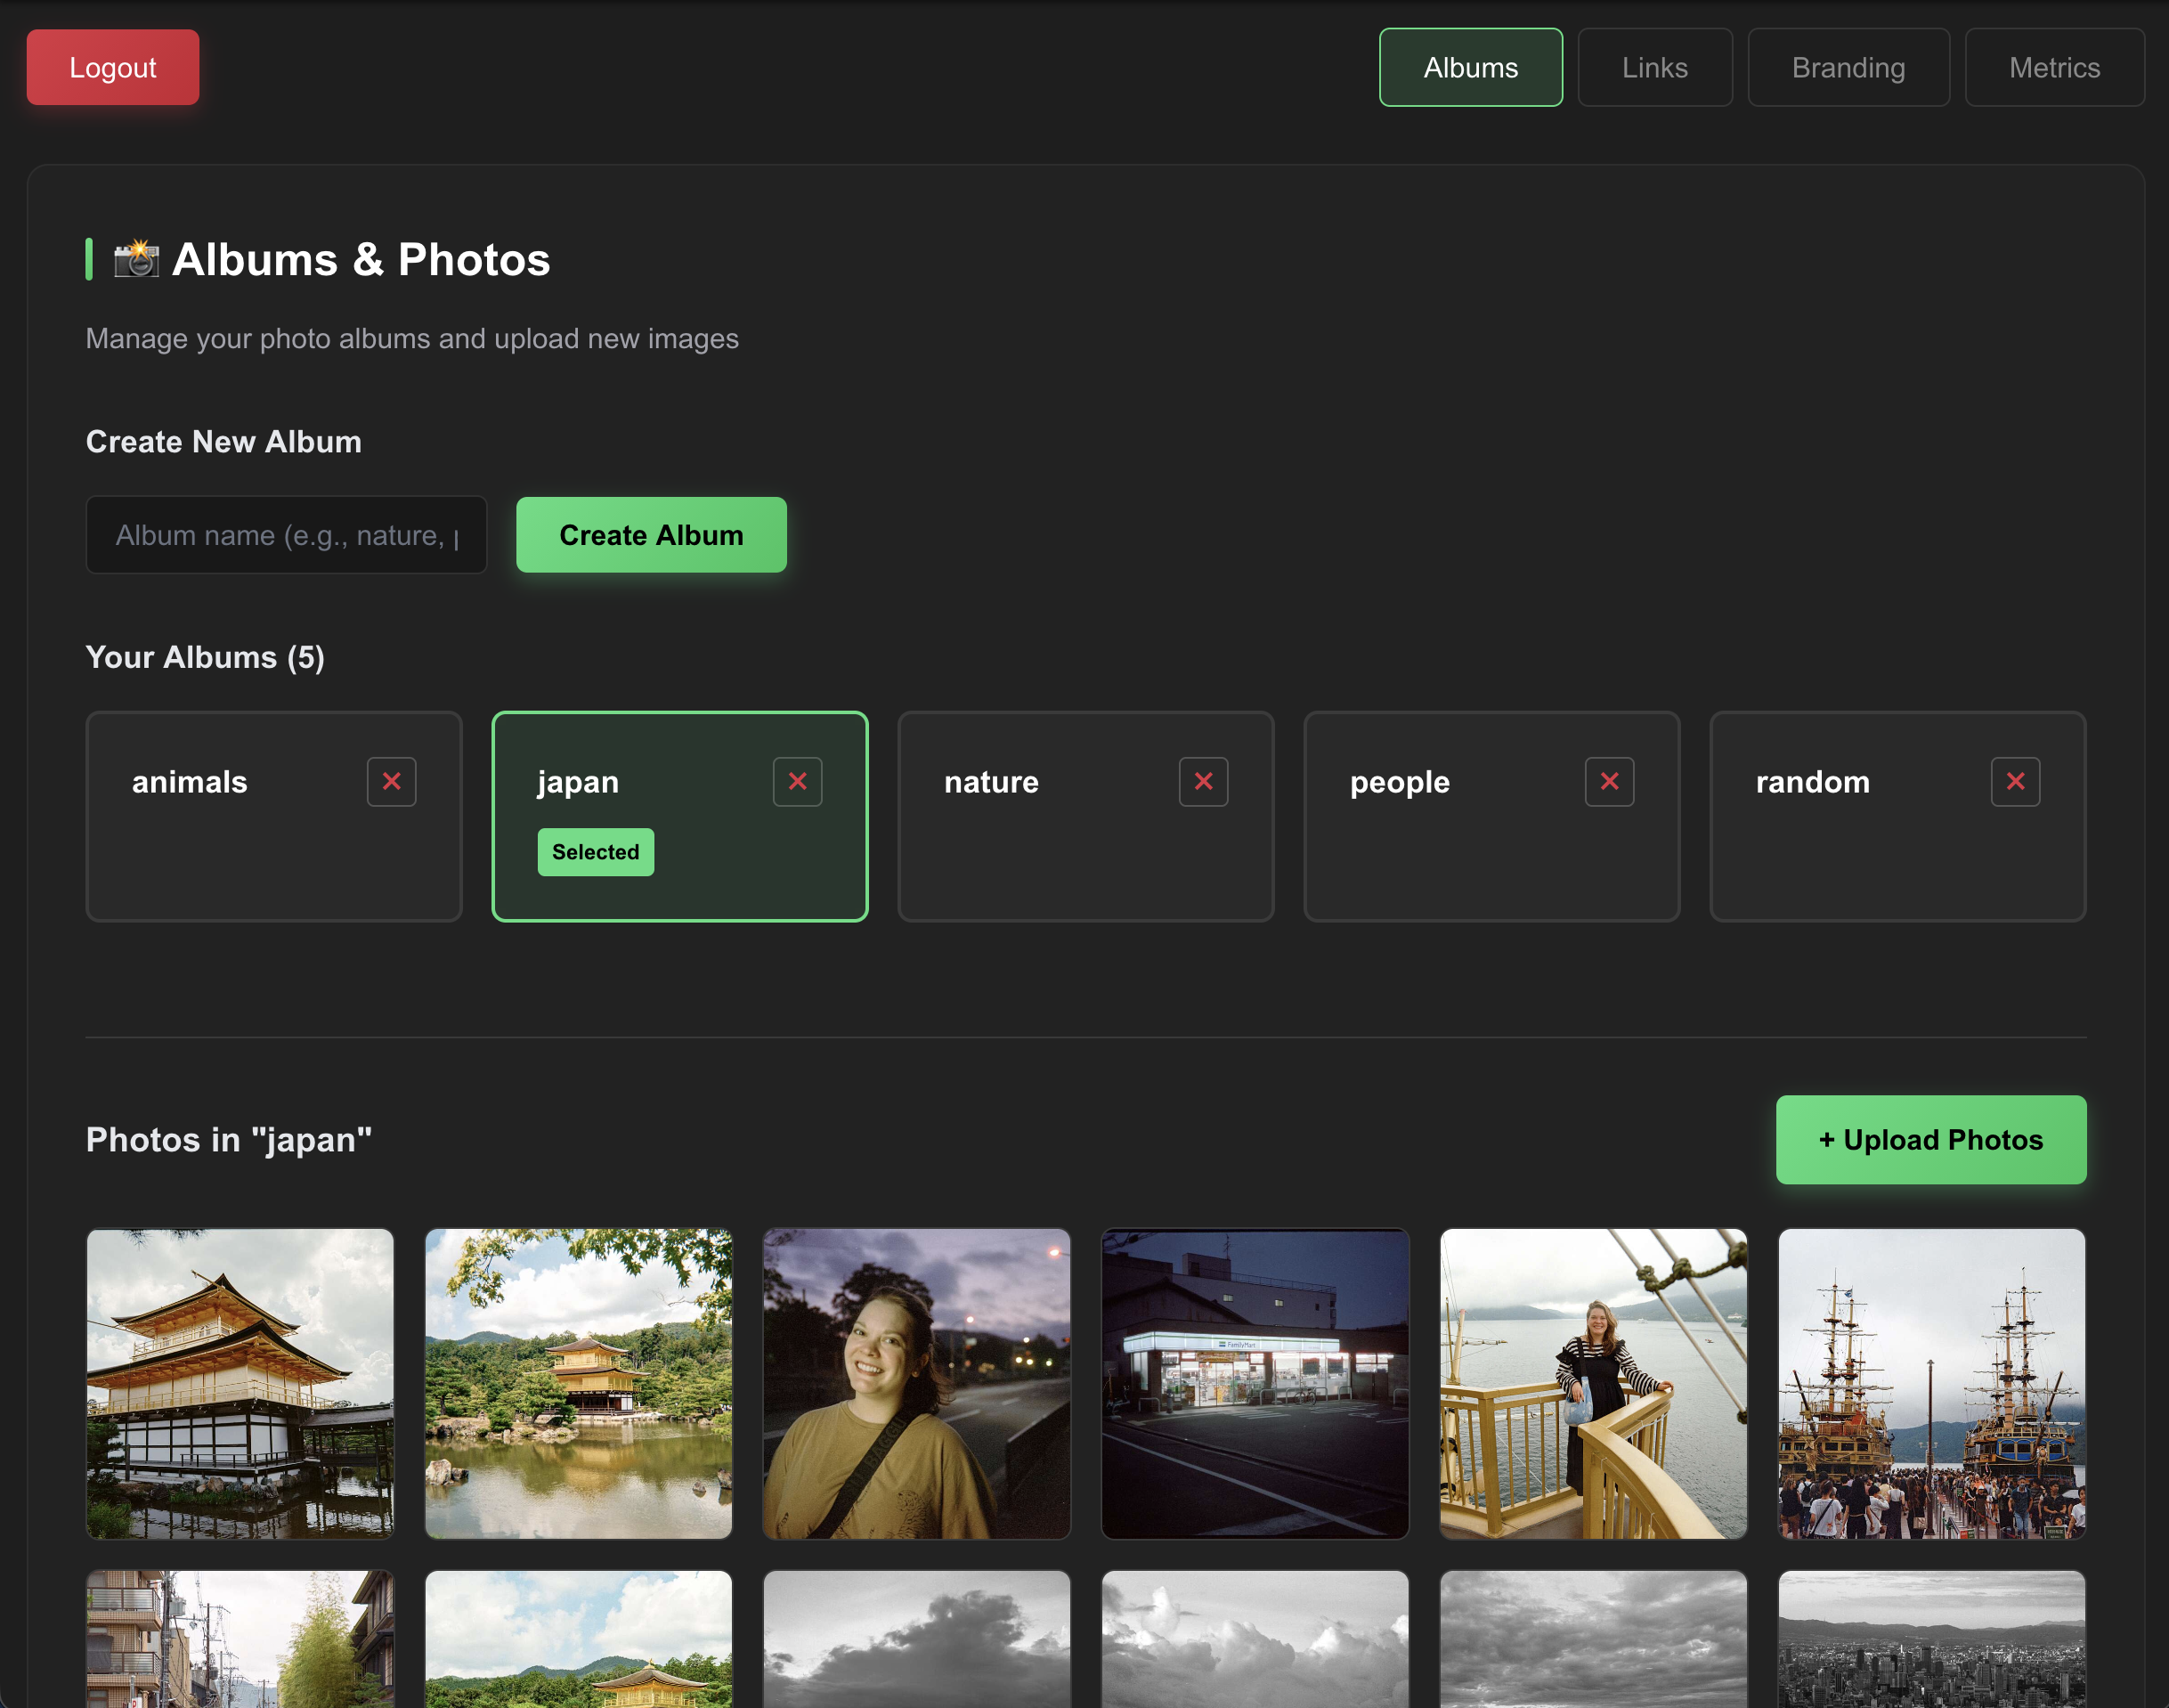 Logout
Albums
Links
Branding
Metrics
Albums & Photos
Manage your photo albums and upload new images
Create New Album
Album name (e.g., nature,
Create Album
Your Albums (5)
animals
japan
nature
people
random
Selected
Photos in "japan"
+ Upload Photos
FamilyMart